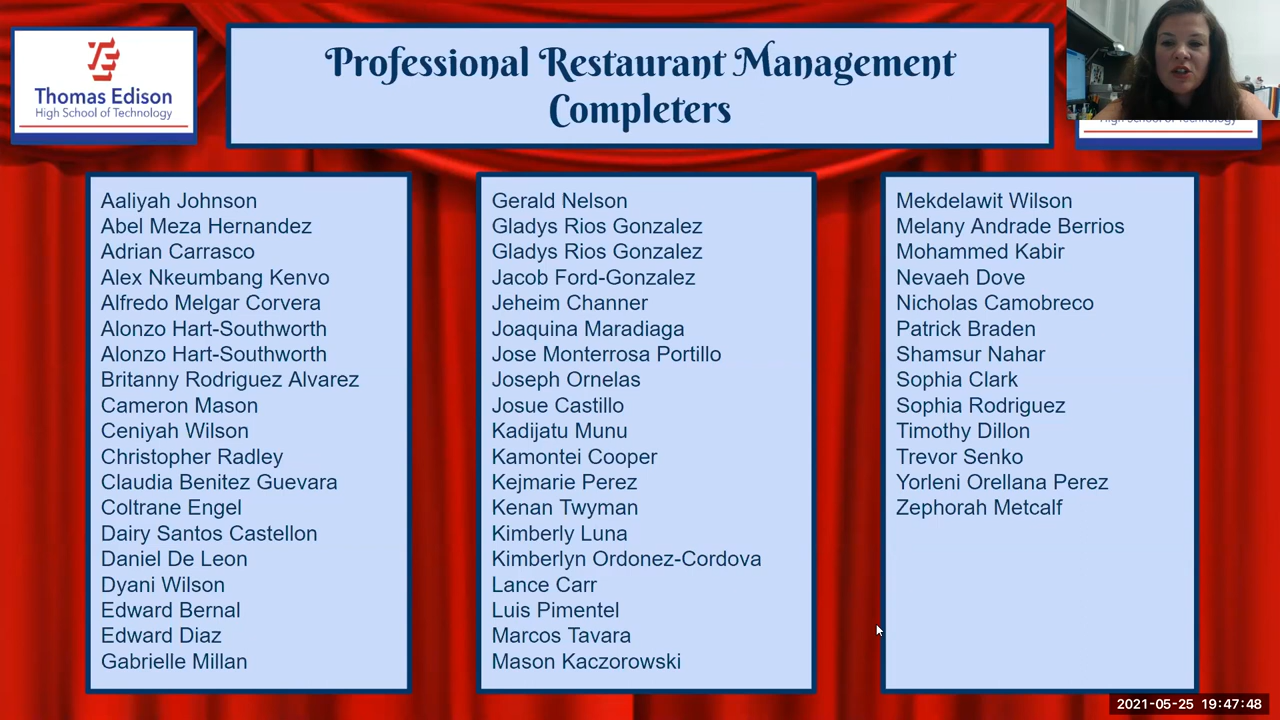 Thomas Edison
High School of Technology
Professional Restaurant Management
Completers
High School of Technology
Aaliyah Johnson
Abel Meza Hernandez
Adrian Carrasco
Alex Nkeumbang Kenvo
Alfredo Melgar Corvera
Alonzo Hart-Southworth
Alonzo Hart-Southworth
Britanny Rodriguez Alvarez
Cameron Mason
Ceniyah Wilson
Christopher Radley
Claudia Benitez Guevara
Coltrane Engel
Dairy Santos Castellon
Daniel De Leon
Dyani Wilson
Edward Bernal
Edward Diaz
Gabrielle Millan
Gerald Nelson
Gladys Rios Gonzalez
Gladys Rios Gonzalez
Jacob Ford-Gonzalez
Jeheim Channer
Joaquina Maradiaga
Jose Monterrosa Portillo
Joseph Ornelas
Josue Castillo
Kadijatu Munu
Kamontei Cooper
Kejmarie Perez
Kenan Twyman
Kimberly Luna
Kimberlyn Ordonez-Cordova
Lance Carr
Luis Pimentel
Marcos Tavara
Mason Kaczorowski
Mekdelawit Wilson
Melany Andrade Berrios
Mohammed Kabir
Nevaeh Dove
Nicholas Camobreco
Patrick Braden
Shamsur Nahar
Sophia Clark
Sophia Rodriguez
Timothy Dillon
Trevor Senko
Yorleni Orellana Perez
Zephorah Metcalf
2021-05-25 19:47:48